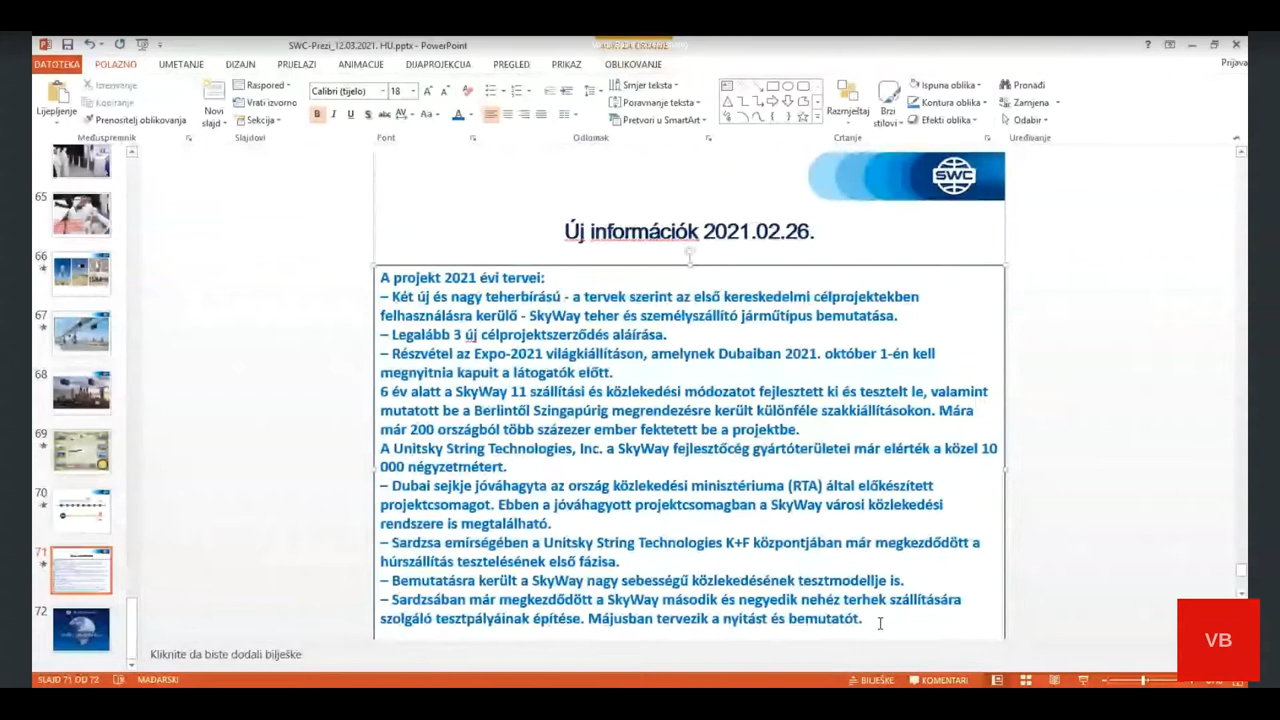 SWC-Prezi_12.03.2021. HU.pptx - PowerPoint
DATOTEKA POLAZNO UMETANJE DIZAJN PRIJELAZI ANIMACIJE DIJAPROJEKCIJA PREGLED PRIKAZ OBLIKOVANJE Prijava
Lijepljenje
Izrezivanje
Kopiranje
Prenositelj oblikovanja
Međuspremnik
Novi slajd
Raspored
Vrati izvorno
Sekcija
Slajdovi
Calibri (tijelo) 18
B I U S abc AV Aa A
Font
Smjer teksta
Poravnanje teksta
Pretvori u SmartArt
Odlomak
Razmještaj
Brzi stilovi
Ispuna oblika
Kontura oblika
Efekti oblika
Crtanje
Pronađi
Zamjena
Odabir
Uređivanje
65
66
67
68
69
70
71
72
SWC
Új információk 2021.02.26.
A projekt 2021 évi tervei:
– Két új és nagy teherbírású - a tervek szerint az első kereskedelmi célprojektekben
felhasználásra kerülő - SkyWay teher és személyszállító járműtípus bemutatása.
– Legalább 3 új célprojektszerződés aláírása.
– Részvétel az Expo-2021 világkiállításon, amelynek Dubaiban 2021. október 1-én kell
megnyitnia kapuit a látogatók előtt.
6 év alatt a SkyWay 11 szállítási és közlekedési módozatot fejlesztett ki és tesztelt le, valamint
mutatott be a Berlintől Szingapúrig megrendezésre került különféle szakkiállításokon. Mára
már 200 országból több százezer ember fektetett be a projektbe.
A Unitsky String Technologies, Inc. a SkyWay fejlesztőcég gyártóterületei már elérték a közel 10
000 négyzetmétert.
– Dubai sejkje jóváhagyta az ország közlekedési minisztériuma (RTA) által előkészített
projektcsomagot. Ebben a jóváhagyott projektcsomagban a SkyWay városi közlekedési
rendszere is megtalálható.
– Sardzsa emírségében a Unitsky String Technologies K+F központjában már megkezdődött a
húrszállítás tesztelésének első fázisa.
– Bemutatásra került a SkyWay nagy sebességű közlekedésének tesztmodellje is.
– Sardzsában már megkezdődött a SkyWay második és negyedik nehéz terhek szállítására
szolgáló tesztpályáinak építése. Májusban tervezik a nyitást és bemutatót.
Kliknite da biste dodali bilješke
VB
SLAJD 71 OD 72 MAĐARSKI BILJEŠKE KOMENTARI